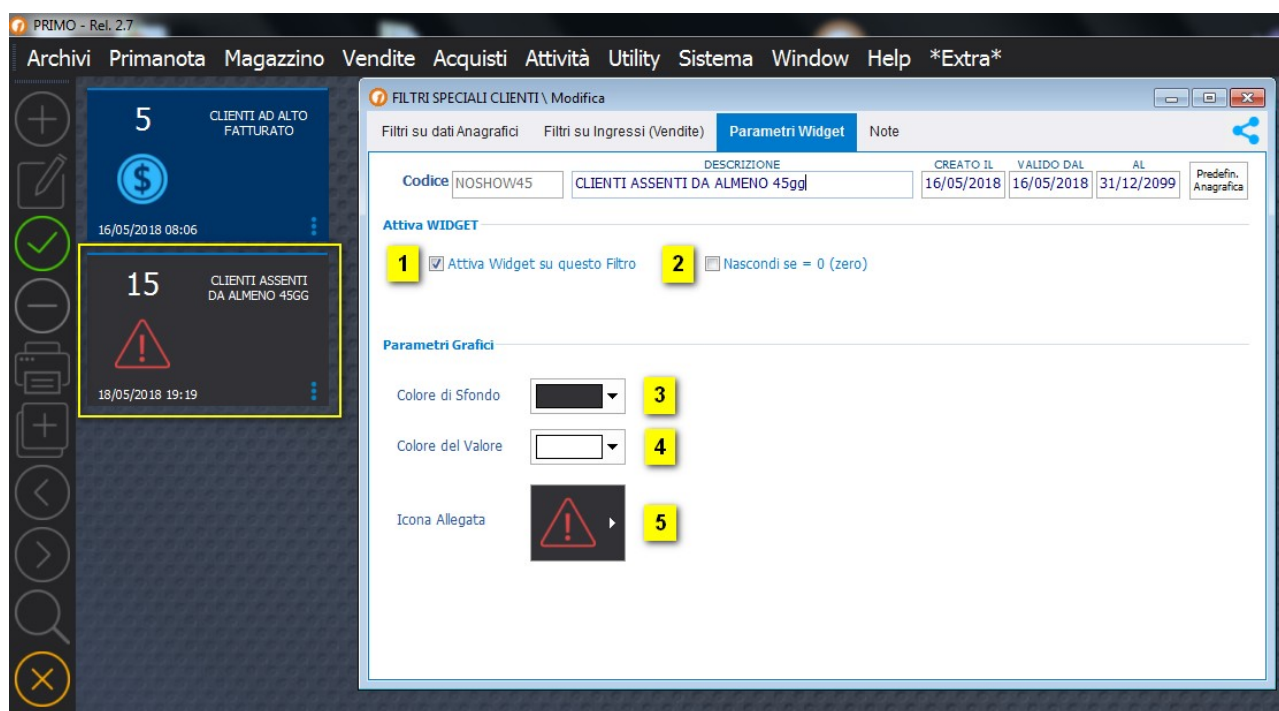 PRIMO - Rel. 2.7
Archivi Primanota Magazzino Vendite Acquisti Attività Utility Sistema Window Help *Extra*
5
CLIENTI AD ALTO
FATTURATO
16/05/2018 08:06
15
CLIENTI ASSENTI
DA ALMENO 45GG
18/05/2018 19:19
FILTRI SPECIALI CLIENTI \ Modifica
Filtri su dati Anagrafici Filtri su Ingressi (Vendite) Parametri Widget Note
DESCRIZIONE CREATO IL VALIDO DAL AL
Codice NOSHOW45 CLIENTI ASSENTI DA ALMENO 45gg 16/05/2018 16/05/2018 31/12/2099 Predefin.
Anagrafica
Attiva WIDGET
1 Attiva Widget su questo Filtro 2 Nascondi se = 0 (zero)
Parametri Grafici
Colore di Sfondo 3
Colore del Valore 4
Icona Allegata 5